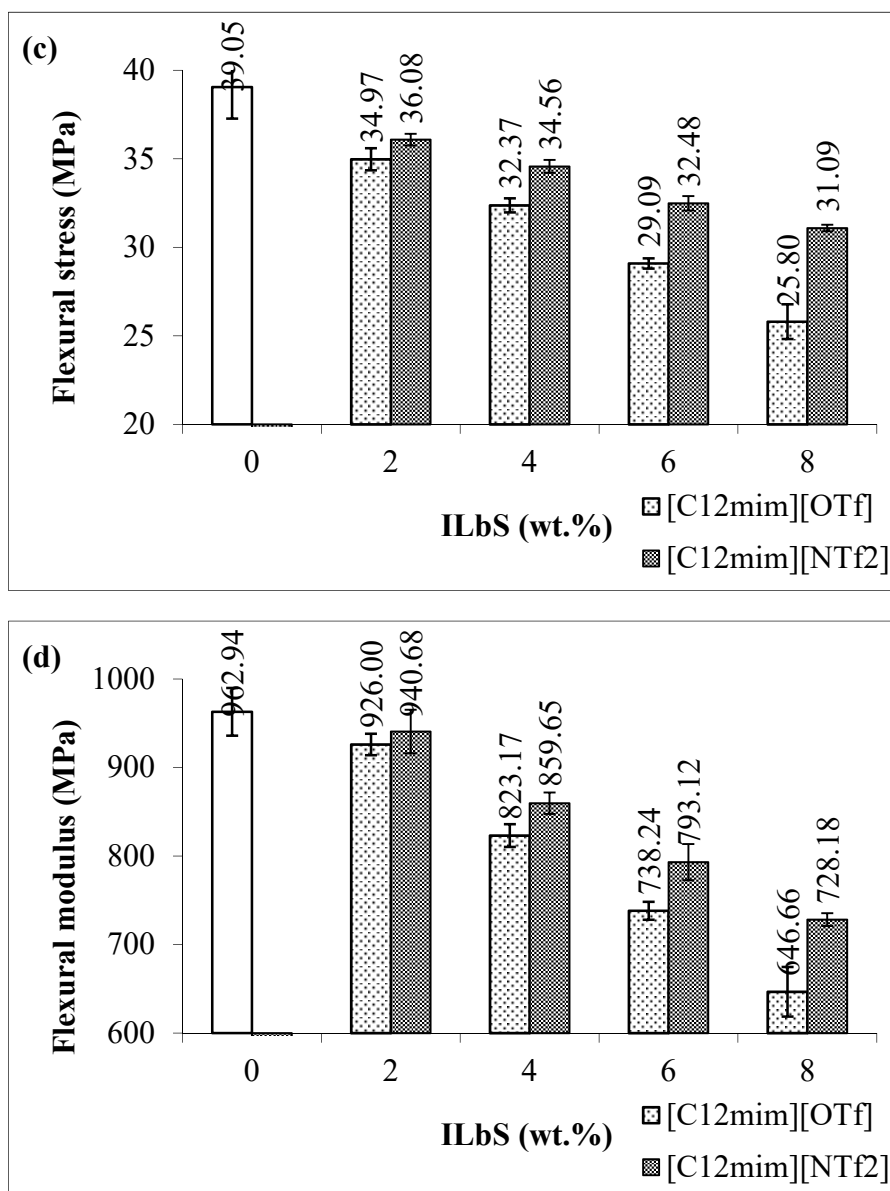 (c)
Flexural stress (MPa)
40
35
30
25
20
39.05
34.97
36.08
32.37
34.56
29.09
32.48
25.80
31.09
0 2 4 6 8
ILbS (wt.%)
[C12mim][OTf]
[C12mim][NTf2]
(d)
Flexural modulus (MPa)
1000
900
800
700
600
962.94
926.00
940.68
823.17
859.65
738.24
793.12
646.66
728.18
0 2 4 6 8
ILbS (wt.%)
[C12mim][OTf]
[C12mim][NTf2]